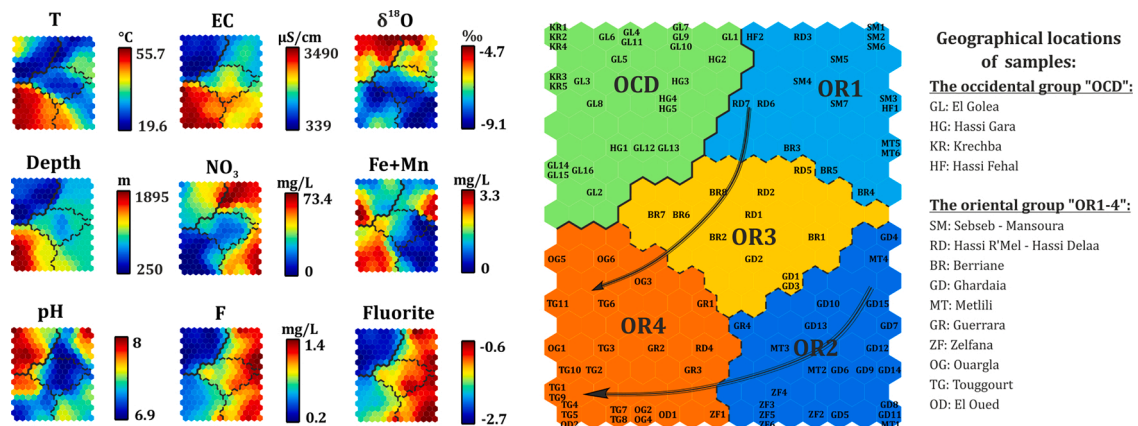 T
EC
δ18O
°C
55.7
19.6
µS/cm
3490
339
‰
-4.7
-9.1
Depth
NO3
Fe+Mn
m
1895
250
mg/L
73.4
0
mg/L
3.3
0
pH
F
Fluorite
8
6.9
mg/L
1.4
0.2
-0.6
-2.7
KR1
KR2
KR4
GL6
GL4
GL11
GL7
GL9
GL10
GL1
HF2
RD3
SM1
SM2
SM6
GL5
HG2
SM5
KR3
KR5
GL3
OCD
HG3
SM4
OR1
GL8
HG4
HG5
RD7
RD6
SM7
SM3
HF1
HG1
GL12
GL13
BR3
MT5
MT6
GL14
GL15
GL16
RD5
BR5
GL2
BR8
RD2
BR4
BR7
BR6
RD1
BR2
OR3
BR1
GD4
OG5
OG6
GD2
MT4
OG3
GD1
GD3
TG11
TG6
GR1
GD10
GD15
OR4
GR4
GD13
GD7
OG1
TG3
GR2
RD4
MT3
OR2
GD12
TG10
TG2
GR3
MT2
GD6
GD9
GD14
TG1
TG9
ZF4
TG4
TG5
TG7
TG8
OG2
OG4
OD1
ZF1
ZF3
ZF5
ZF6
ZF2
GD5
GD8
GD11
MT1
OD2
Geographical locations
of samples:
The occidental group "OCD":
GL: El Golea
HG: Hassi Gara
KR: Krechba
HF: Hassi Fehal
The oriental group "OR1-4":
SM: Sebseb - Mansoura
RD: Hassi R'Mel - Hassi Delaa
BR: Berriane
GD: Ghardaia
MT: Metlili
GR: Guerrara
ZF: Zelfana
OG: Ouargla
TG: Touggourt
OD: El Oued